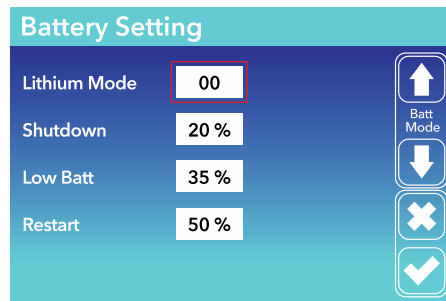 Battery Setting
Lithium Mode 00
Shutdown 20 %
Low Batt 35 %
Restart 50 %
Batt
Mode